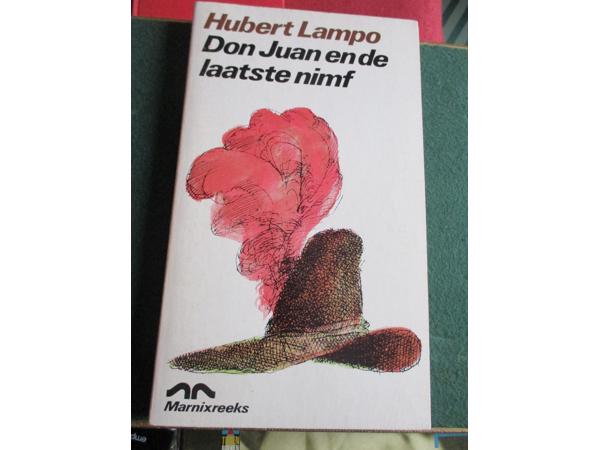 Hubert Lampo
Don Juan en de
laatste nimf
Marnixreeks